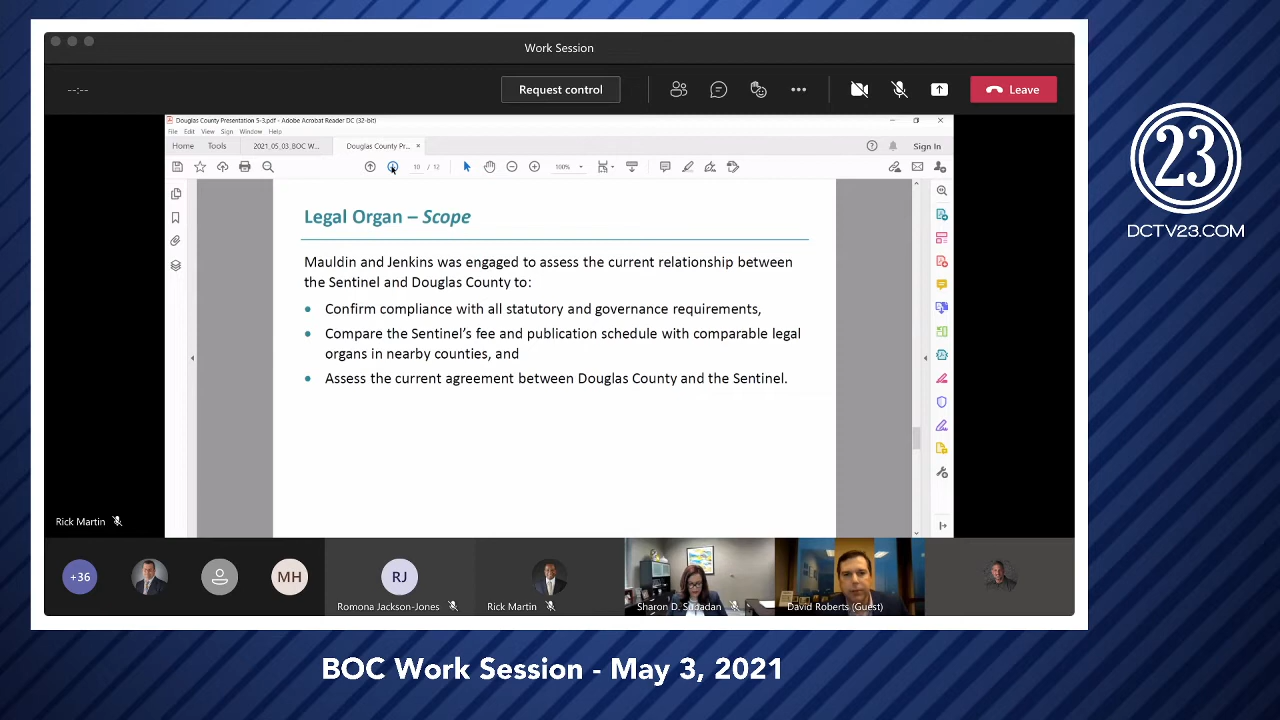 Work Session
--:--
Request control
Leave
Douglas County Presentation 5-3.pdf - Adobe Acrobat Reader DC (32-bit)
File Edit View Sign Window Help
Home Tools 2021_05_03_BOC W... Douglas County Pr... × Sign In
10 / 12 100%
Legal Organ – Scope
Mauldin and Jenkins was engaged to assess the current relationship between
the Sentinel and Douglas County to:
• Confirm compliance with all statutory and governance requirements,
• Compare the Sentinel's fee and publication schedule with comparable legal
organs in nearby counties, and
• Assess the current agreement between Douglas County and the Sentinel.
Rick Martin
+36
MH
RJ
Romona Jackson-Jones
Rick Martin
Sharon D. Subadan
David Roberts (Guest)
23
DCTV23.COM
BOC Work Session - May 3, 2021